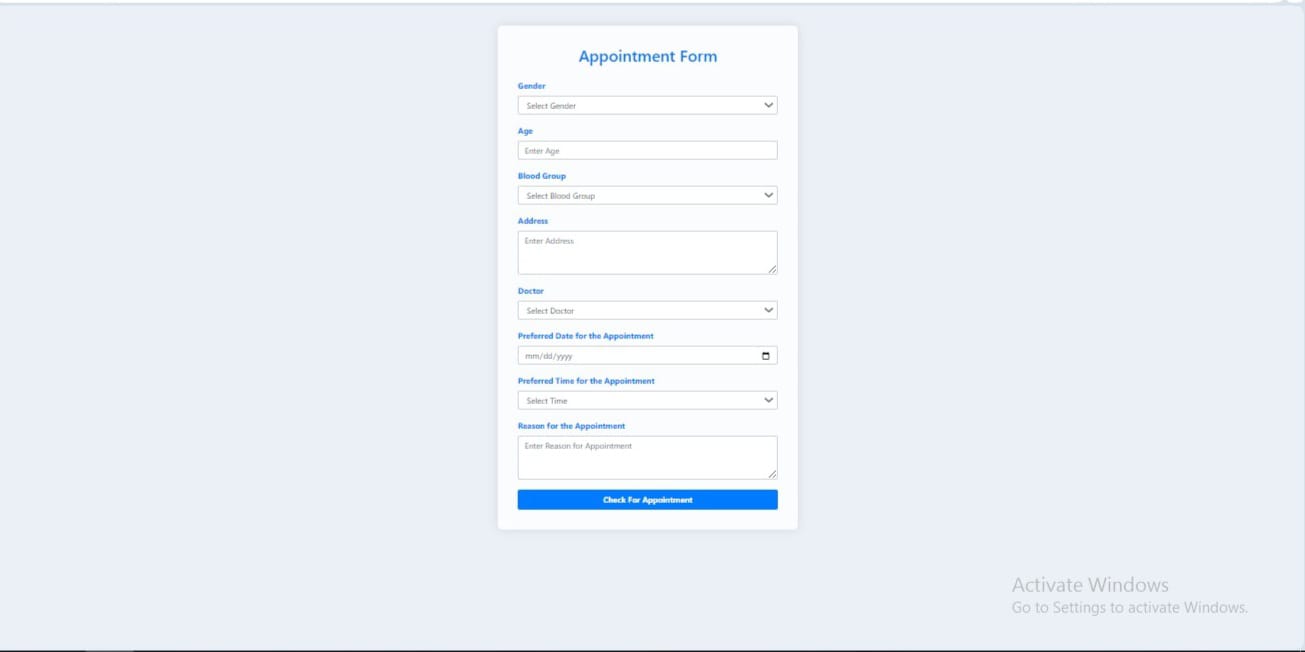 Appointment Form
Gender
Select Gender
Age
Enter Age
Blood Group
Select Blood Group
Address
Enter Address
Doctor
Select Doctor
Preferred Date for the Appointment
mm/dd/yyyy
Preferred Time for the Appointment
Select Time
Reason for the Appointment
Enter Reason for Appointment
Check For Appointment
Activate Windows
Go to Settings to activate Windows.